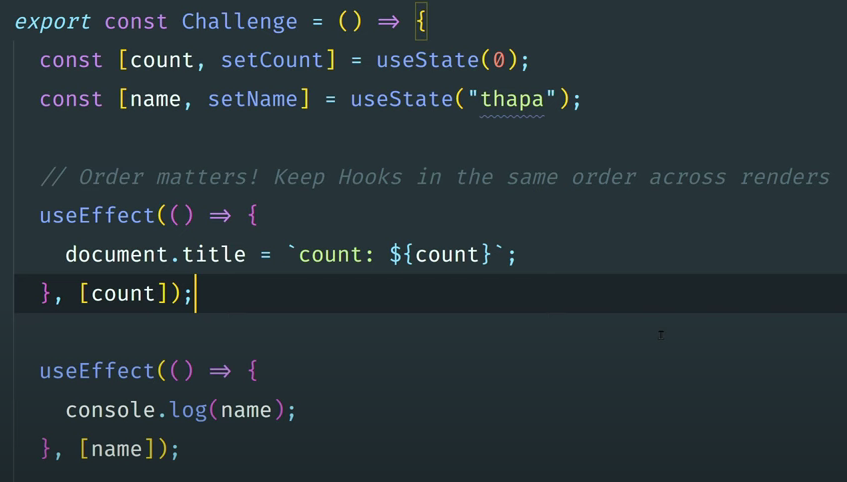 export const Challenge = () => {
const [count, setCount] = useState(0);
const [name, setName] = useState("thapa");
// Order matters! Keep Hooks in the same order across renders
useEffect(() => {
document.title = `count: ${count}`;
}, [count]);
useEffect(() => {
console.log(name);
}, [name]);